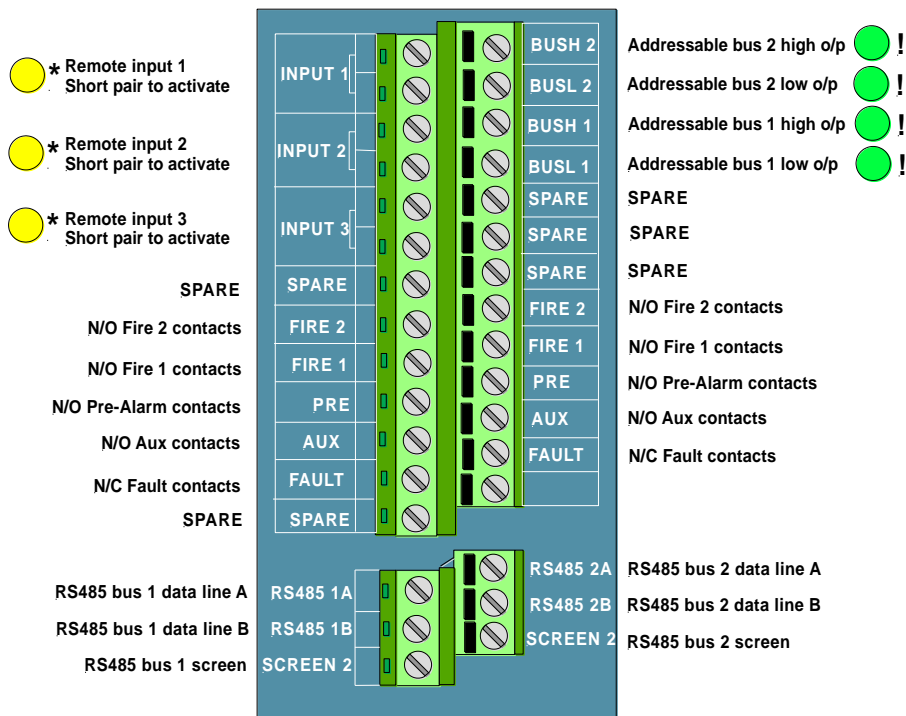 * Remote input 1
Short pair to activate
* Remote input 2
Short pair to activate
* Remote input 3
Short pair to activate
SPARE
N/O Fire 2 contacts
N/O Fire 1 contacts
N/O Pre-Alarm contacts
N/O Aux contacts
N/C Fault contacts
SPARE
RS485 bus 1 data line A
RS485 bus 1 data line B
RS485 bus 1 screen
INPUT 1
INPUT 2
INPUT 3
SPARE
FIRE 2
FIRE 1
PRE
AUX
FAULT
SPARE
RS485 1A
RS485 1B
SCREEN 2
BUSH 2
BUSL 2
BUSH 1
BUSL 1
SPARE
SPARE
SPARE
FIRE 2
FIRE 1
PRE
AUX
FAULT
RS485 2A
RS485 2B
SCREEN 2
Addressable bus 2 high o/p !
Addressable bus 2 low o/p !
Addressable bus 1 high o/p !
Addressable bus 1 low o/p !
SPARE
SPARE
SPARE
N/O Fire 2 contacts
N/O Fire 1 contacts
N/O Pre-Alarm contacts
N/O Aux contacts
N/C Fault contacts
RS485 bus 2 data line A
RS485 bus 2 data line B
RS485 bus 2 screen